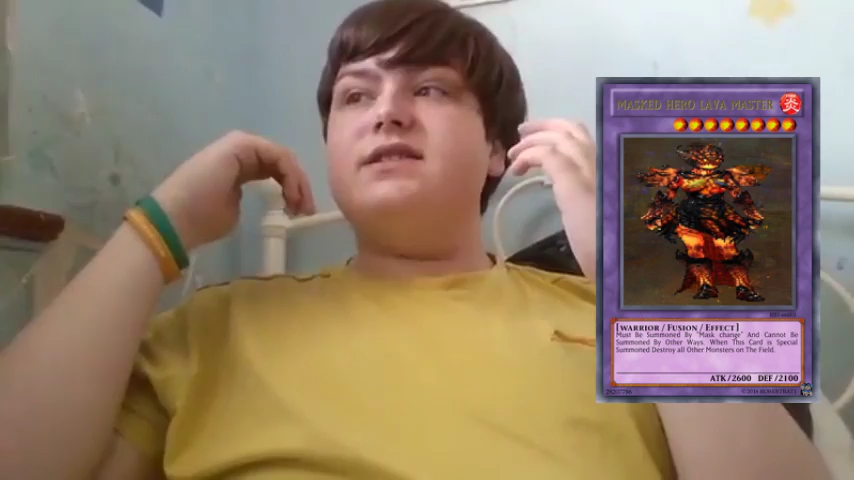 MASKED HERO LAVA MASTER 炎
[WARRIOR / FUSION / EFFECT]
Must Be Summoned By "Mask change" And Cannot Be
Summoned By Other Ways. When This Card is Special
Summoned Destroy all Other Monsters on The Field.
ATK/2600 DEF/2100